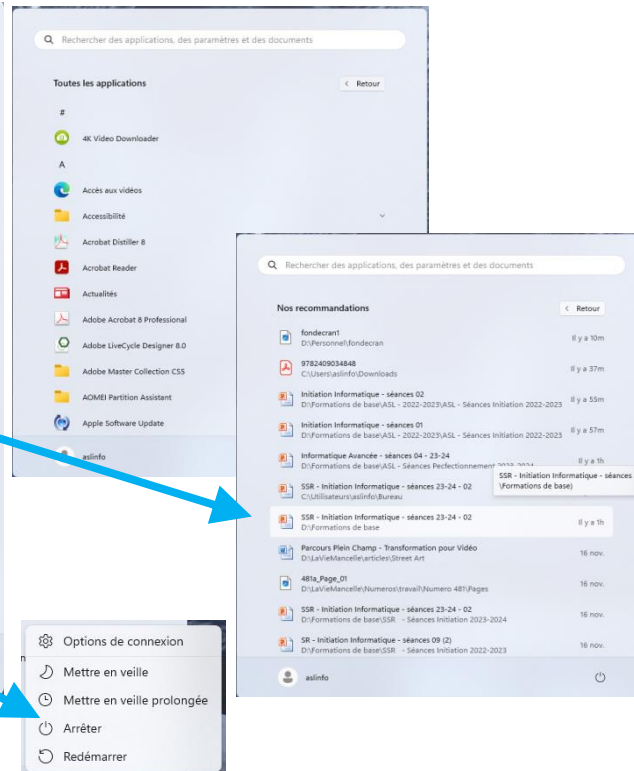 Rechercher des applications, des paramètres et des documents
Toutes les applications
< Retour
#
4K Video Downloader
A
Accès aux vidéos
Accessibilité
Acrobat Distiller 8
Acrobat Reader
Actualités
Adobe Acrobat 8 Professional
Adobe LiveCycle Designer 8.0
Adobe Master Collection CS5
AOMEI Partition Assistant
Apple Software Update
aslinfo
Rechercher des applications, des paramètres et des documents
Nos recommandations
< Retour
fondecran1
D:\Personnel\fondecran
Il y a 10m
9782409034848
C:\Users\aslinfo\Downloads
Il y a 37m
Initiation Informatique - séances 02
D:\Formations de base\ASL - 2022-2023\ASL - Séances Initiation 2022-2023
Il y a 55m
Initiation Informatique - séances 01
D:\Formations de base\ASL - 2022-2023\ASL - Séances Initiation 2022-2023
Il y a 57m
Informatique Avancée - séances 04 - 23-24
D:\Formations de base\ASL - Séances Pecfectionnement 2023-2024
Il y a 1h
SSR - Initiation Informatique - séances 23-24 - 02
C:\Utilisateurs\aslinfo\Bureau
SSR - Initiation Informatique - séances
\Formations de base)
SSR - Initiation Informatique - séances 23-24 - 02
D:\Formations de base
Il y a 1h
Parcours Plein Champ - Transformation pour Vidéo
D:\LaVieMancelle\articles\Street Art
16 nov.
481a_Page_01
D:\LaVieMancelle\Numeros\travail\Numero 481\Pages
16 nov.
SSR - Initiation Informatique - séances 23-24 - 02
D:\Formations de base\SSR - Séances Initiation 2023-2024
16 nov.
SR - Initiation Informatique - séances 09 (2)
D:\Formations de base\SSR - Séances Initiation 2022-2023
16 nov.
aslinfo
Options de connexion
Mettre en veille
Mettre en veille prolongée
Arrêter
Redémarrer